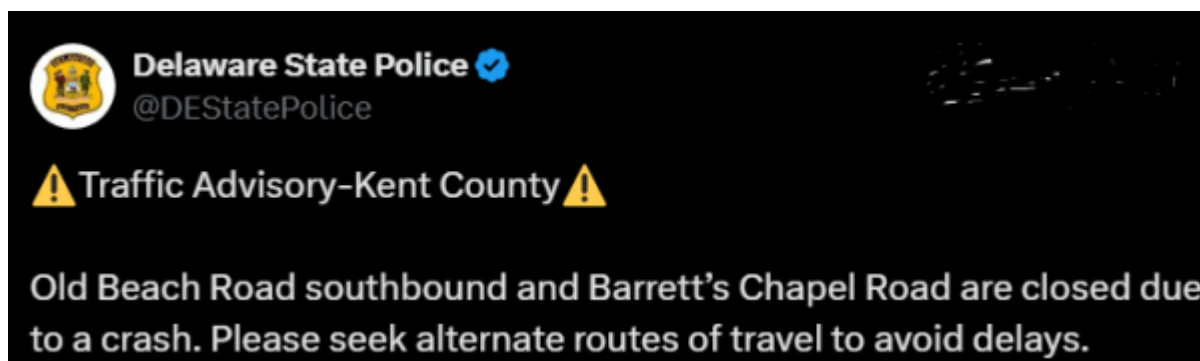 Delaware State Police
@DEStatePolice
⚠️Traffic Advisory-Kent County⚠️
Old Beach Road southbound and Barrett’s Chapel Road are closed due
to a crash. Please seek alternate routes of travel to avoid delays.